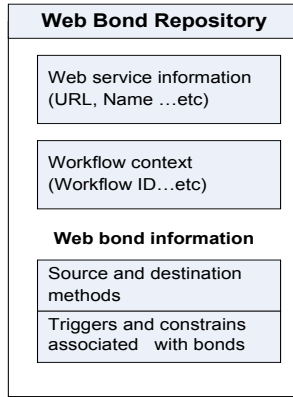 Web Bond Repository
Web service information
(URL, Name …etc)
Workflow context
(Workflow ID…etc)
Web bond information
Source and destination
methods
Triggers and constrains
associated with bonds